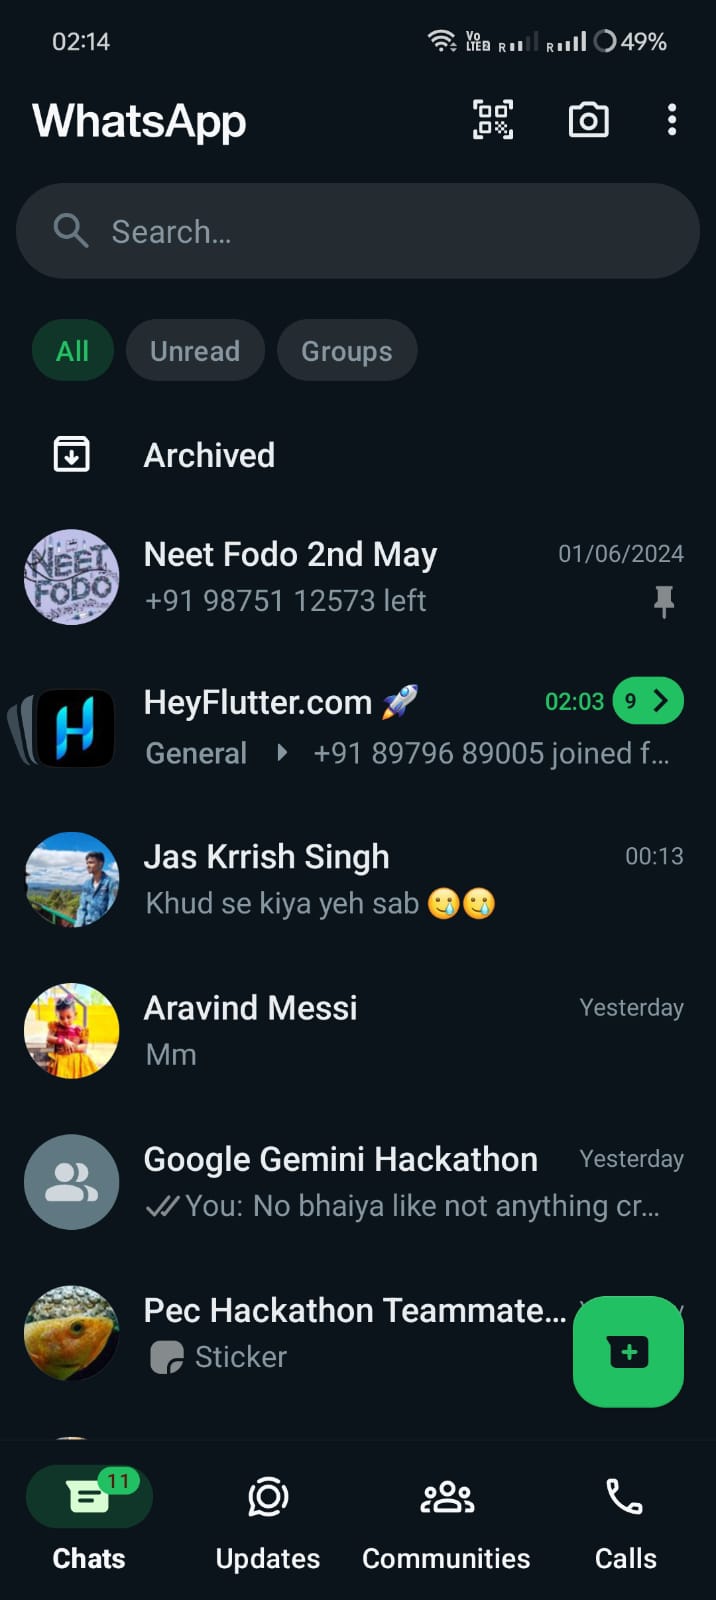 02:14
Vo LTE2 R R 49%
WhatsApp
Search...
All Unread Groups
Archived
NEET FODO
Neet Fodo 2nd May 01/06/2024
+91 98751 12573 left
HeyFlutter.com 🚀 02:03 9
General ▸ +91 89796 89005 joined f...
Jas Krrish Singh 00:13
Khud se kiya yeh sab 🥲🥲
Aravind Messi Yesterday
Mm
Google Gemini Hackathon Yesterday
You: No bhaiya like not anything cr...
Pec Hackathon Teammate...
Sticker
11
Chats Updates Communities Calls